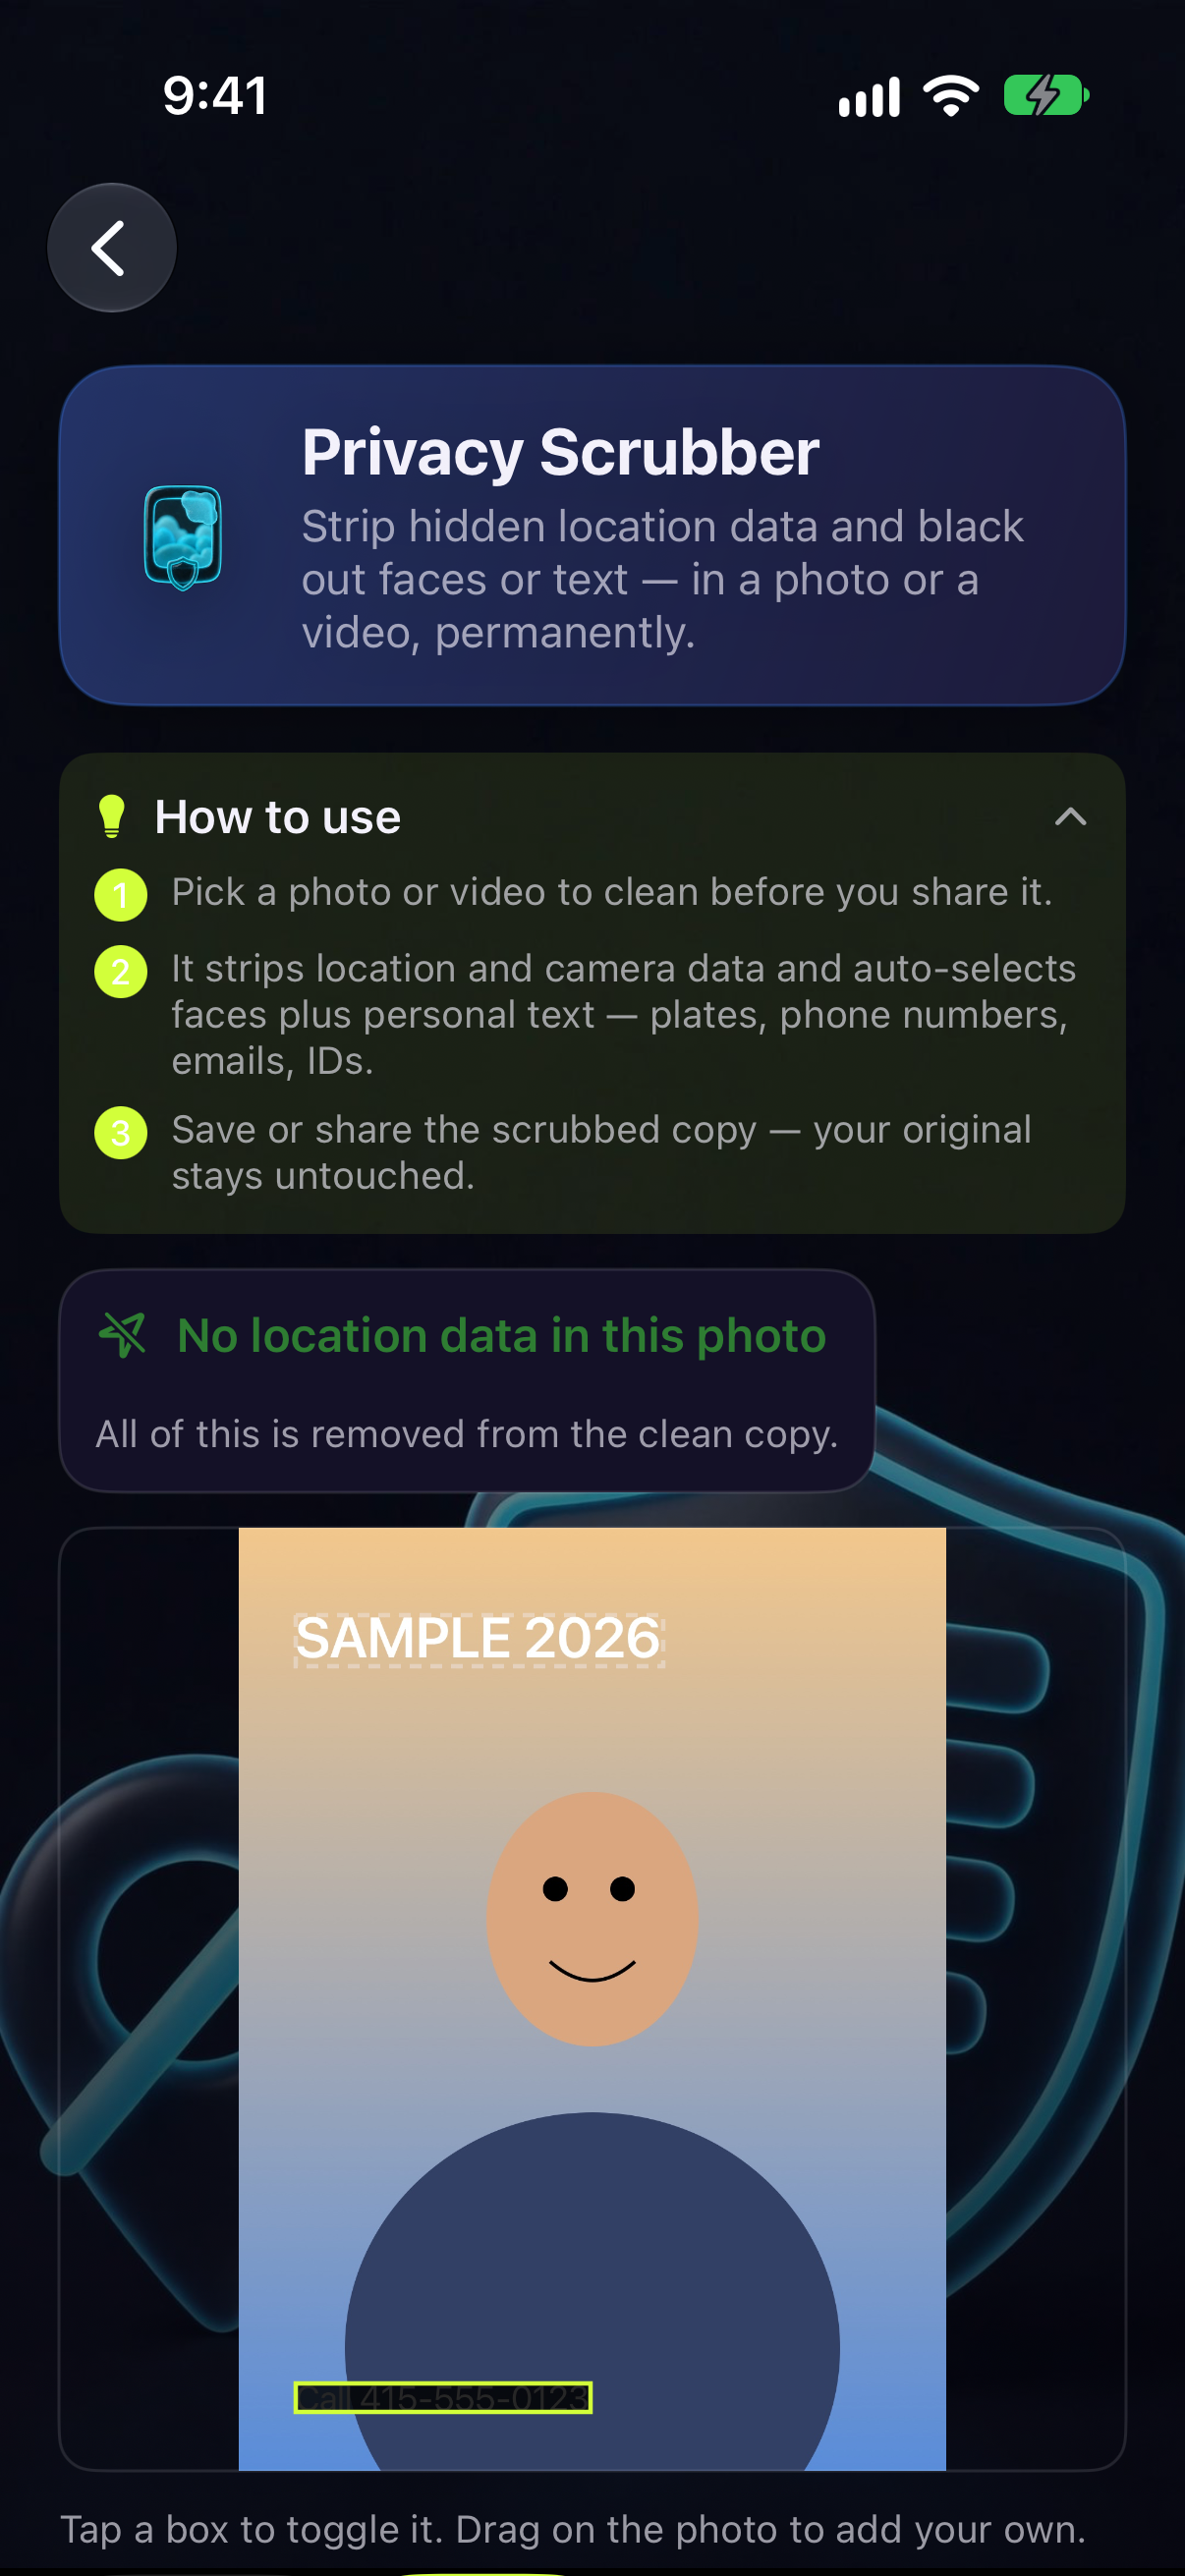 9:41
Privacy Scrubber
Strip hidden location data and black
out faces or text — in a photo or a
video, permanently.
How to use
1 Pick a photo or video to clean before you share it.
2 It strips location and camera data and auto-selects
faces plus personal text — plates, phone numbers,
emails, IDs.
3 Save or share the scrubbed copy — your original
stays untouched.
No location data in this photo
All of this is removed from the clean copy.
SAMPLE 2026
Call 415-555-0123
Tap a box to toggle it. Drag on the photo to add your own.